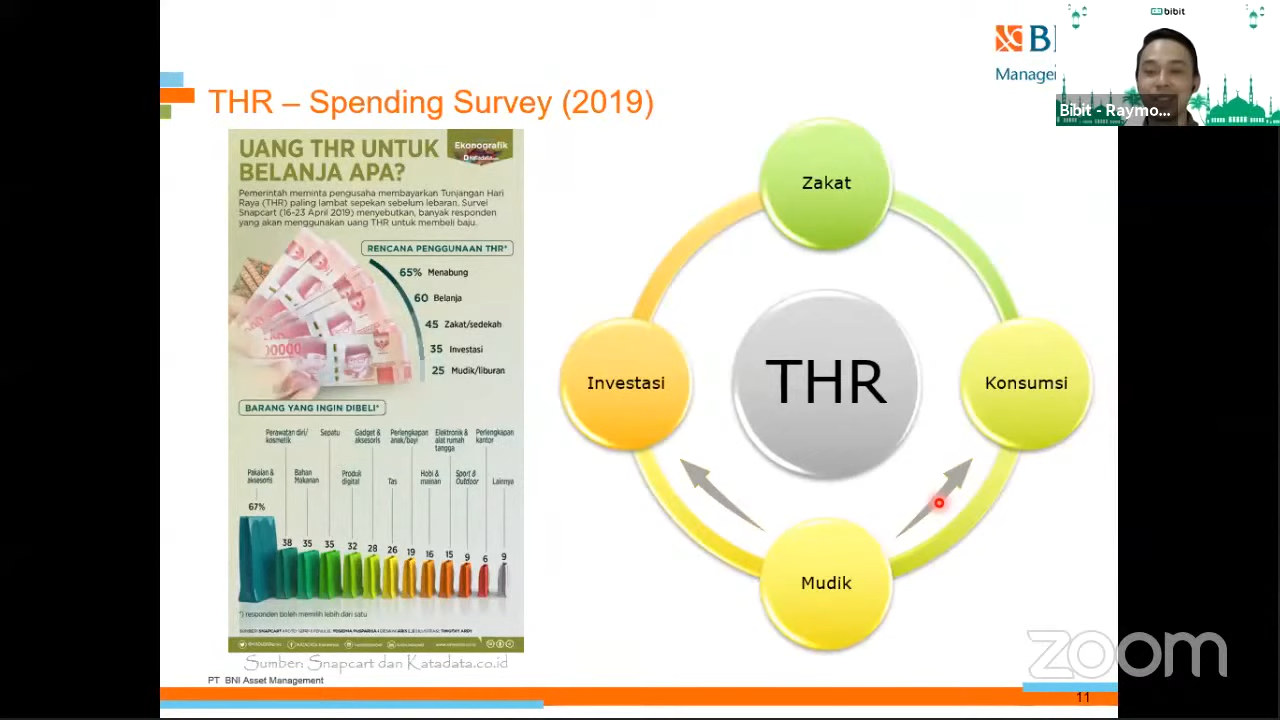 bibit
BN
Managem
Bibit - Raymo...
THR – Spending Survey (2019)
UANG THR UNTUK
BELANJA APA?
Ekonografik
Katadata.co.id
Pemerintah meminta pengusaha membayarkan Tunjangan Hari
Raya (THR) paling lambat sepekan sebelum lebaran. Survei
Snapcart (16-23 April 2019) menyebutkan, banyak responden
yang akan menggunakan uang THR untuk membeli baju.
RENCANA PENGGUNAAN THR*
65% Menabung
60 Belanja
45 Zakat/sedekah
35 Investasi
25 Mudik/liburan
BARANG YANG INGIN DIBELI*
Perawatan diri/
kosmetik
Sepatu
Gadget &
aksesoris
Perlengkapan
anak/bayi
Elektronik &
alat rumah
tangga
Perlengkapan
kantor
Pakaian &
aksesoris
Bahan
Makanan
Produk
digital
Tas
Hobi &
mainan
Sport &
Outdoor
Lainnya
67%
38 35 35 32 28 26 19 16 15 9 6 9
*) responden boleh memilih lebih dari satu
Sumber: Snapcart dan Katadata.co.id
Zakat
THR
Investasi
Konsumsi
Mudik
zoom
PT BNI Asset Management
11